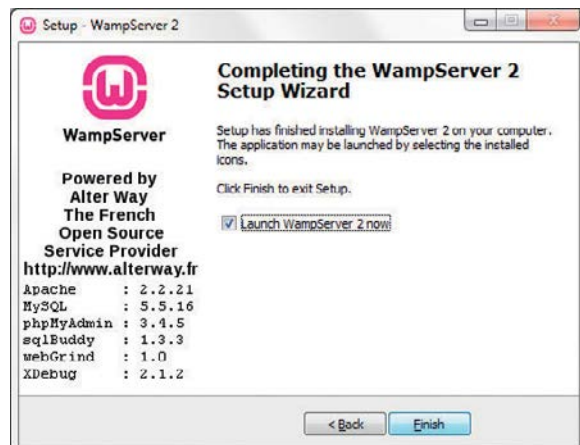 Setup - WampServer 2
WampServer
Powered by
Alter Way
The French
Open Source
Service Provider
http://www.alterway.fr
Apache : 2.2.21
MySQL : 5.5.16
phpMyAdmin : 3.4.5
sqlBuddy : 1.3.3
webGrind : 1.0
XDebug : 2.1.2
Completing the WampServer 2
Setup Wizard
Setup has finished installing WampServer 2 on your computer.
The application may be launched by selecting the installed
icons.
Click Finish to exit Setup.
Launch WampServer 2 now
< Back
Finish